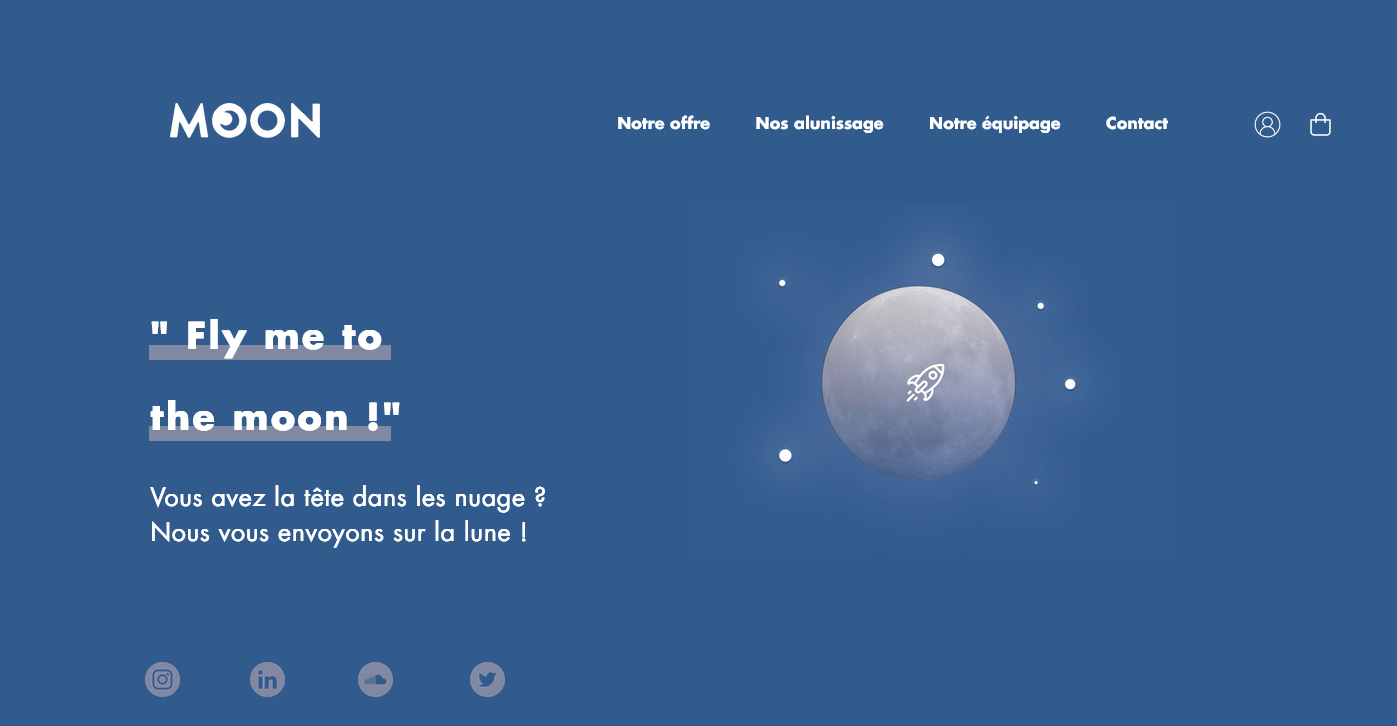 MOON
Notre offre Nos alunissage Notre équipage Contact
" Fly me to
the moon !"
Vous avez la tête dans les nuage ?
Nous vous envoyons sur la lune !
in